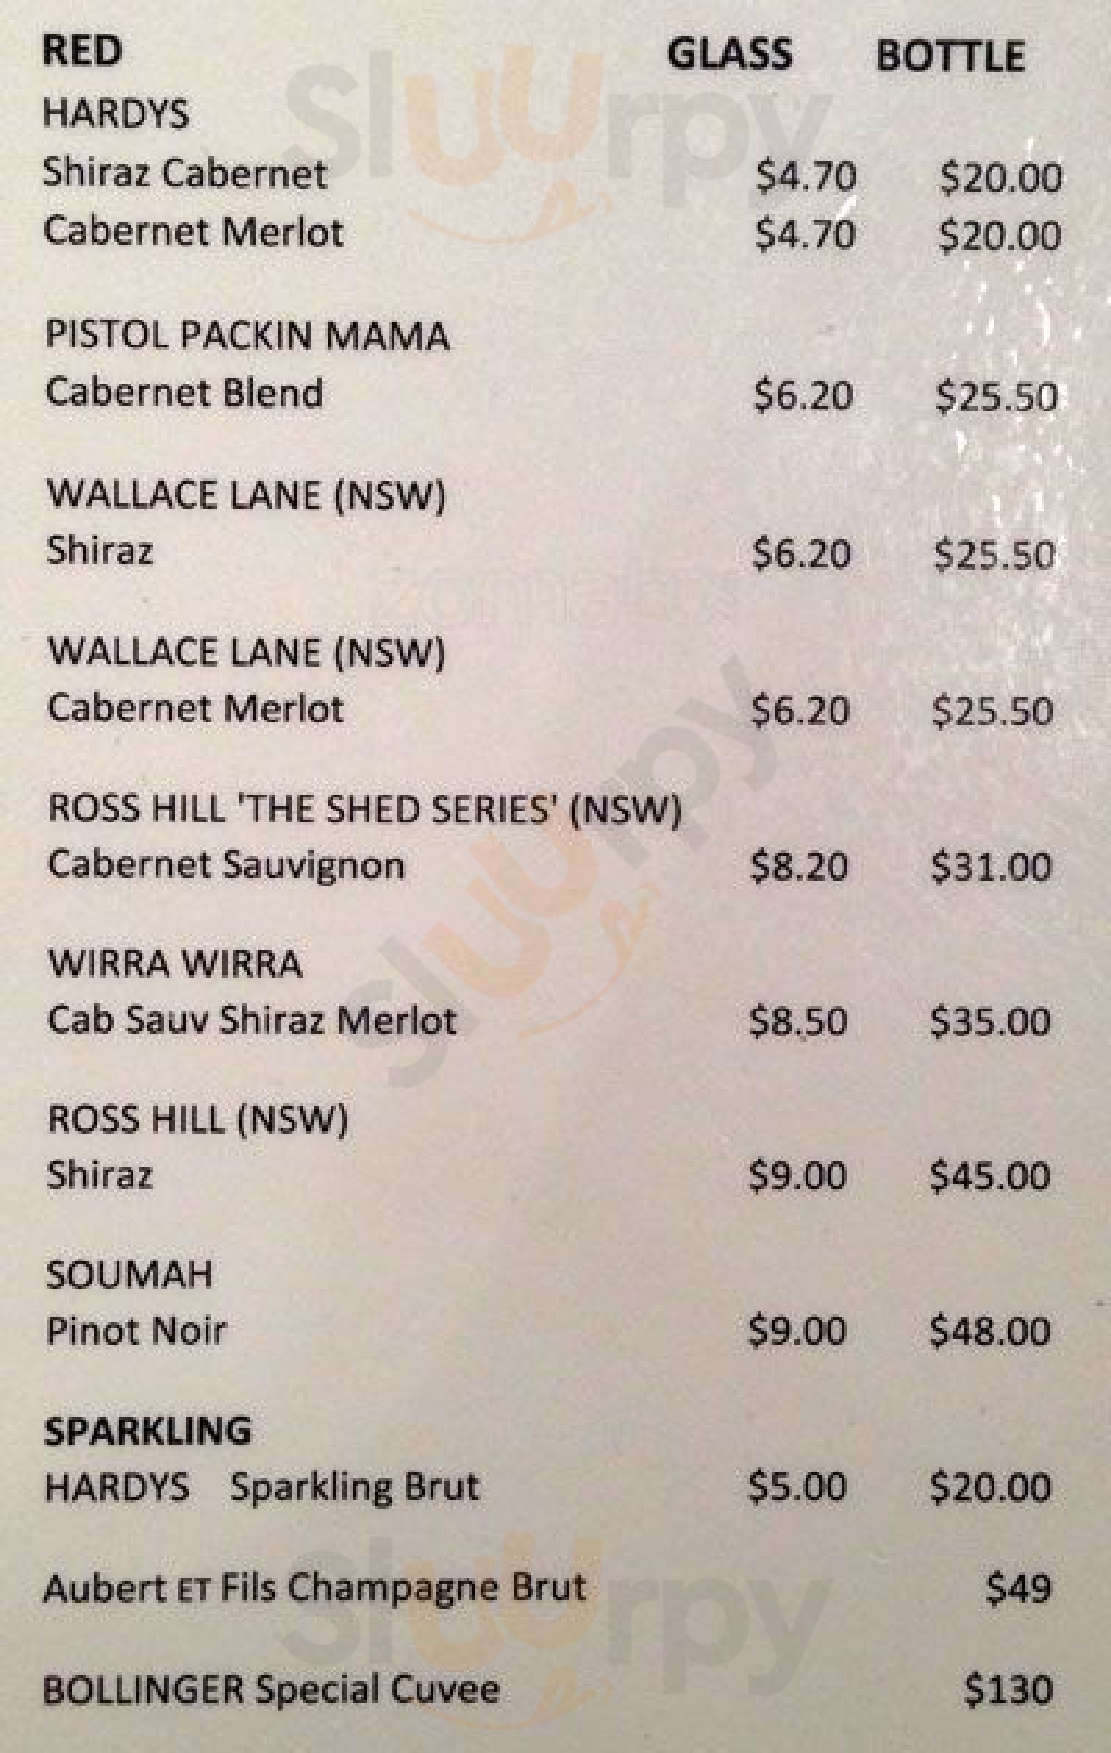 RED GLASS BOTTLE
HARDYS
Shiraz Cabernet $4.70 $20.00
Cabernet Merlot $4.70 $20.00
PISTOL PACKIN MAMA
Cabernet Blend $6.20 $25.50
WALLACE LANE (NSW)
Shiraz $6.20 $25.50
WALLACE LANE (NSW)
Cabernet Merlot $6.20 $25.50
ROSS HILL 'THE SHED SERIES' (NSW)
Cabernet Sauvignon $8.20 $31.00
WIRRA WIRRA
Cab Sauv Shiraz Merlot $8.50 $35.00
ROSS HILL (NSW)
Shiraz $9.00 $45.00
SOUMAH
Pinot Noir $9.00 $48.00
SPARKLING
HARDYS Sparkling Brut $5.00 $20.00
Aubert ET Fils Champagne Brut $49
BOLLINGER Special Cuvee $130
Sluurpy
Sluurpy
Sluurpy